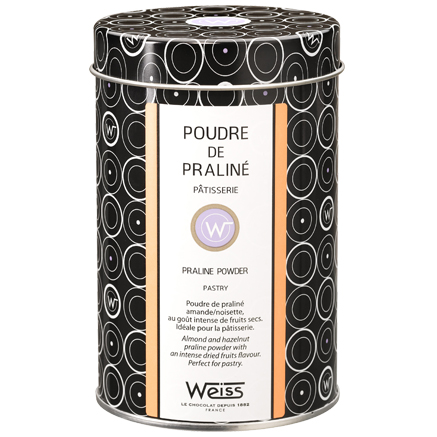 POUDRE
DE
PRALINÉ
PÂTISSERIE
W
PRALINE POWDER
PASTRY
Poudre de praliné
amande/noisette,
au goût intense de fruits secs.
Idéale pour la pâtisserie.
Almond and hazelnut
praline powder with
an intense dried fruits flavour.
Perfect for pastry.
Weiss
LE CHOCOLAT DEPUIS 1882
FRANCE